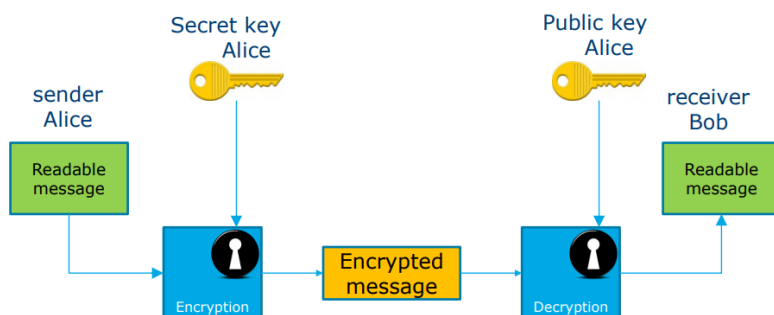 Secret key
Alice
Public key
Alice
sender
Alice
receiver
Bob
Readable
message
Readable
message
Encrypted
message
Encryption
Decryption